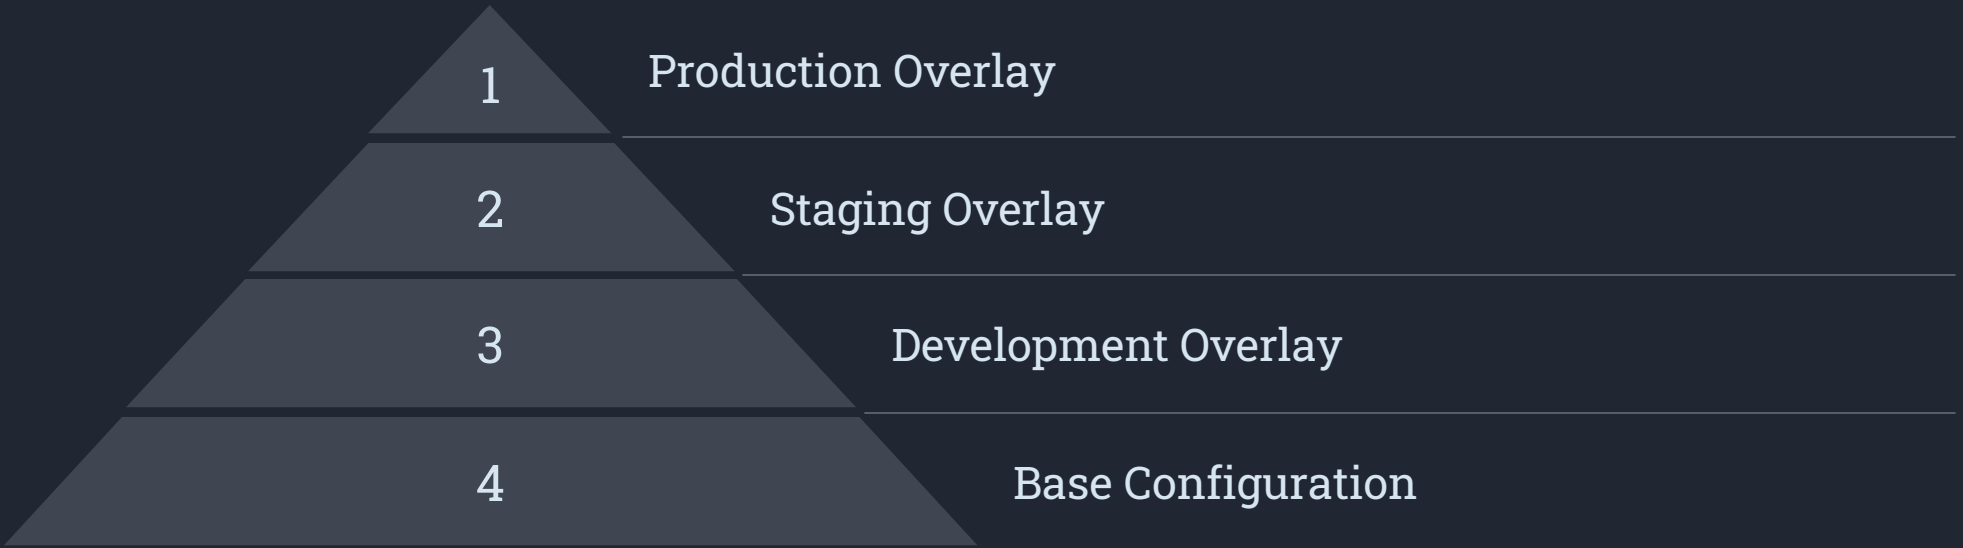 1
Production Overlay
2
Staging Overlay
3
Development Overlay
4
Base Configuration